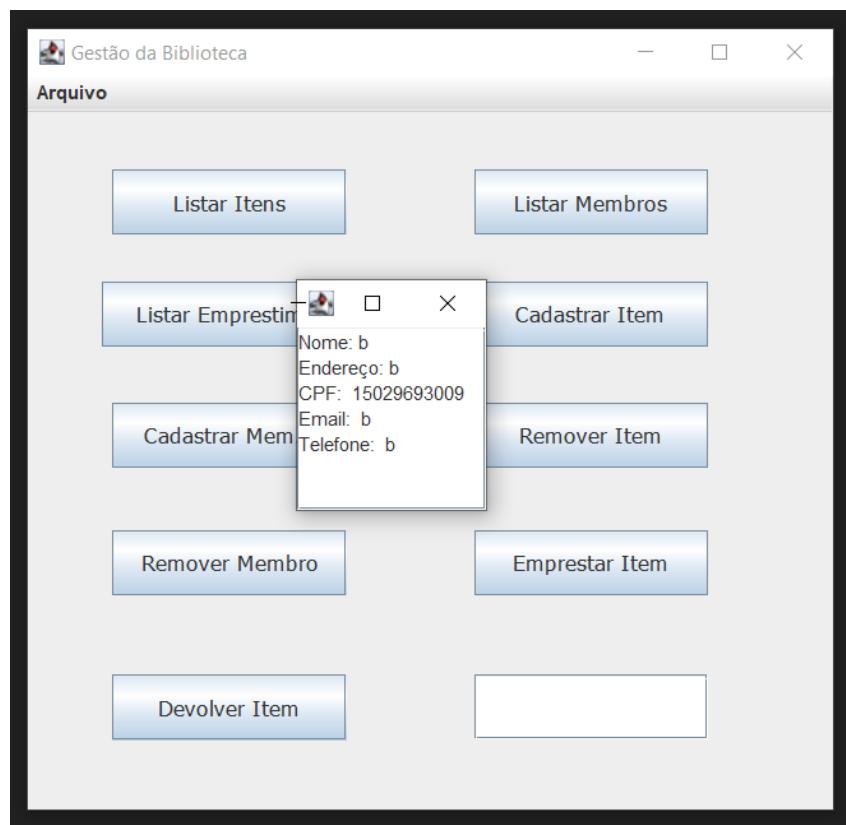 Gestão da Biblioteca
Arquivo
Listar Itens
Listar Membros
Listar Emprestim
Cadastrar Item
Nome: b
Endereço: b
CPF:  15029693009
Email:  b
Telefone:  b
Cadastrar Mem
Remover Item
Remover Membro
Emprestar Item
Devolver Item